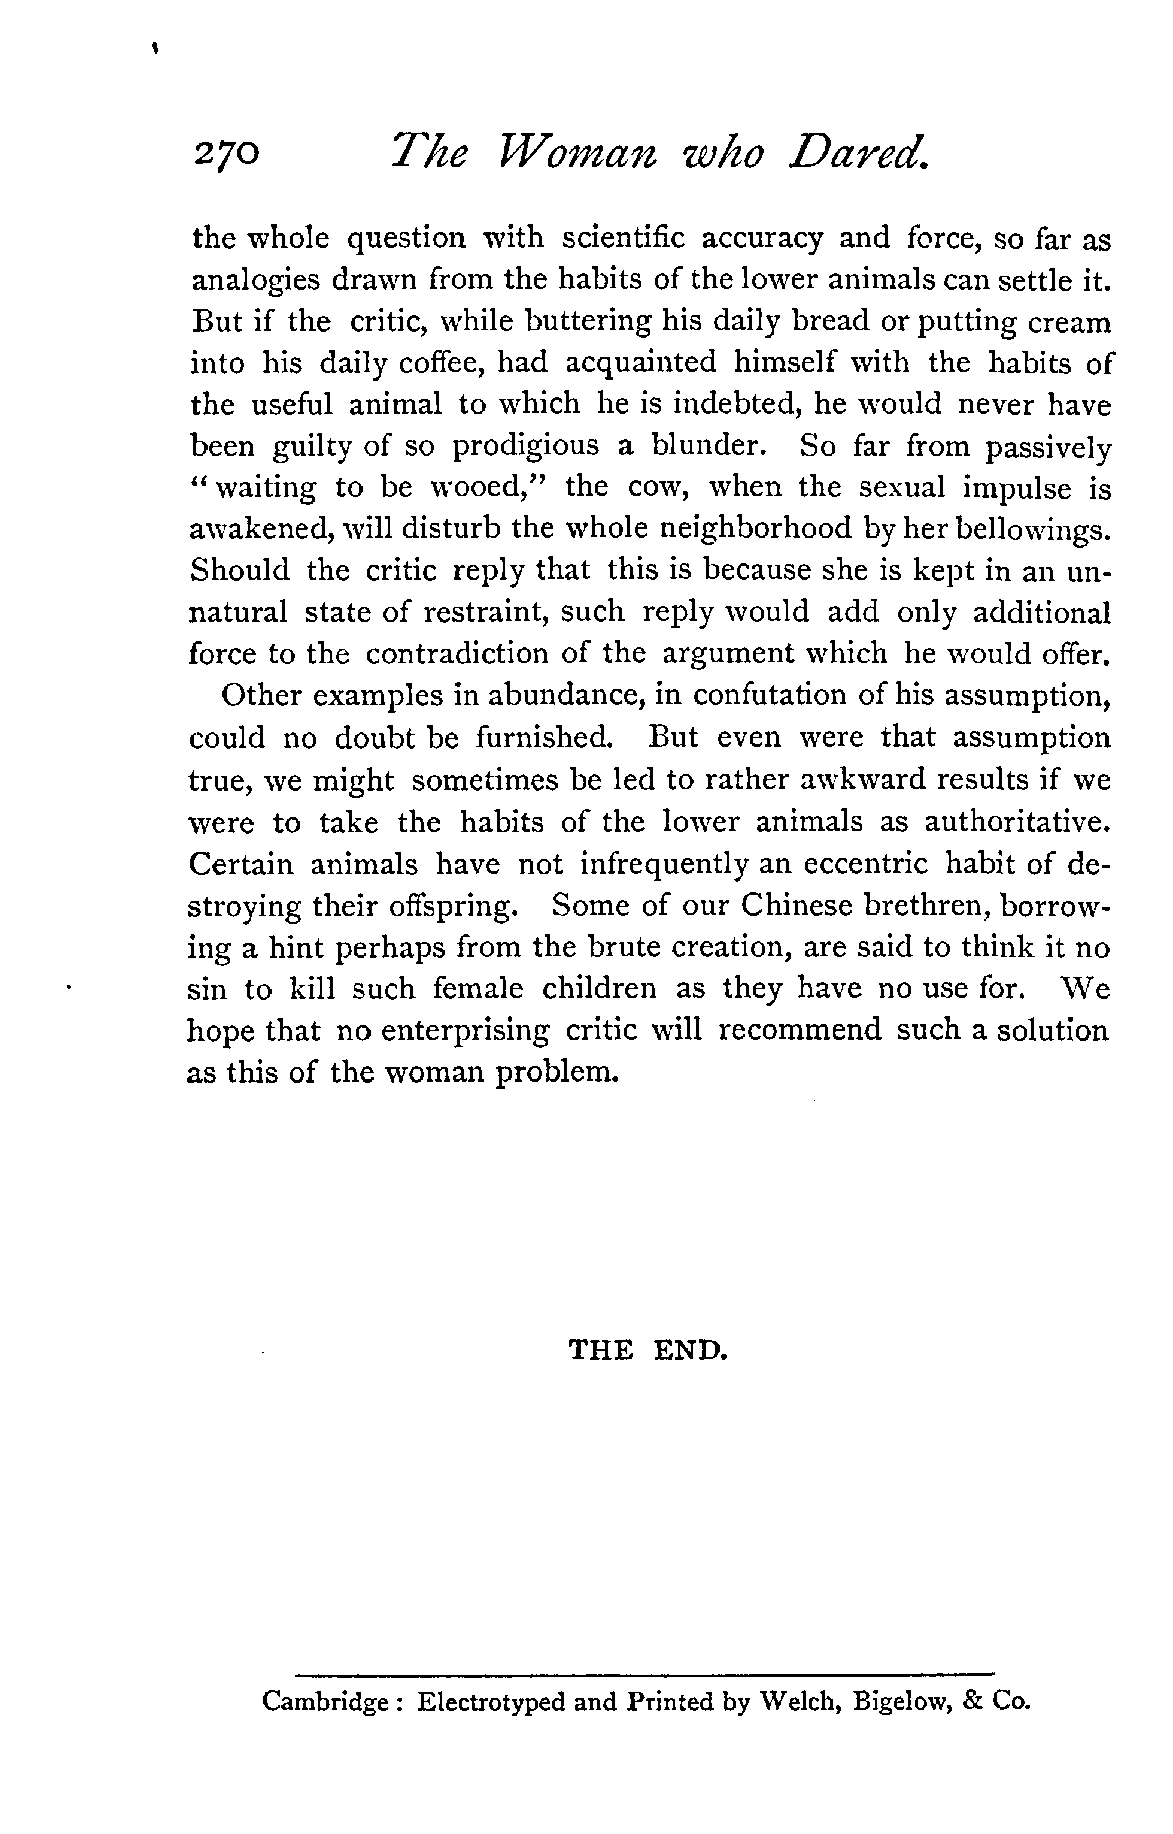 270 The Woman who Dared.
the whole question with scientific accuracy and force, so far as
analogies drawn from the habits of the lower animals can settle it.
But if the critic, while buttering his daily bread or putting cream
into his daily coffee, had acquainted himself with the habits of
the useful animal to which he is indebted, he would never have
been guilty of so prodigious a blunder. So far from passively
“waiting to be wooed,” the cow, when the sexual impulse is
awakened, will disturb the whole neighborhood by her bellowings.
Should the critic reply that this is because she is kept in an un-
natural state of restraint, such reply would add only additional
force to the contradiction of the argument which he would offer.
Other examples in abundance, in confutation of his assumption,
could no doubt be furnished. But even were that assumption
true, we might sometimes be led to rather awkward results if we
were to take the habits of the lower animals as authoritative.
Certain animals have not infrequently an eccentric habit of de-
stroying their offspring. Some of our Chinese brethren, borrow-
ing a hint perhaps from the brute creation, are said to think it no
sin to kill such female children as they have no use for. We
hope that no enterprising critic will recommend such a solution
as this of the woman problem.
THE END.
Cambridge : Electrotyped and Printed by Welch, Bigelow, & Co.